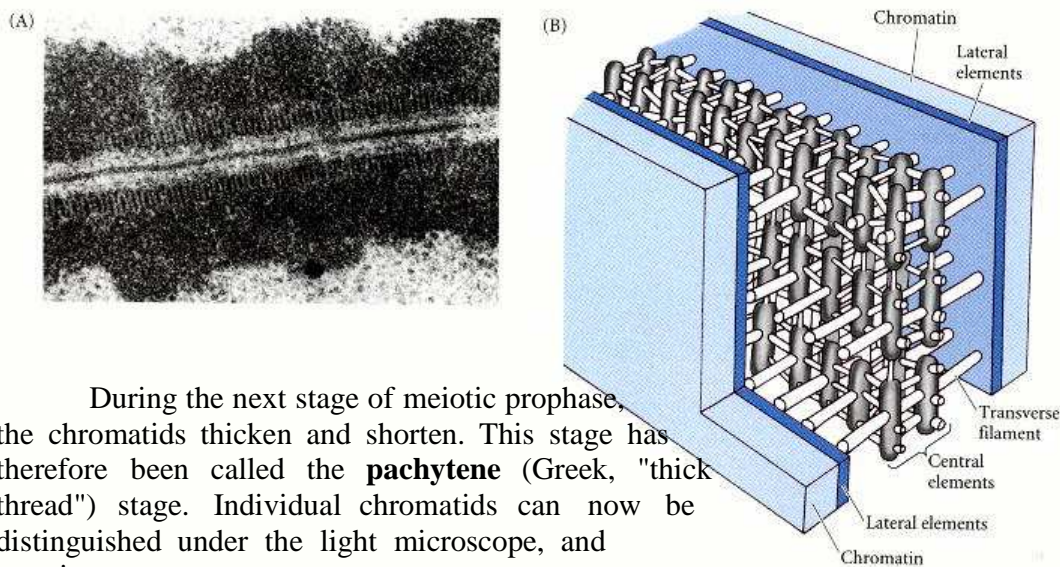 (A)
(B)
Chromatin
Lateral
elements
Transverse
filament
Central
elements
Lateral elements
Chromatin
During the next stage of meiotic prophase,
the chromatids thicken and shorten. This stage has
therefore been called the pachytene (Greek, "thick
thread") stage. Individual chromatids can now be
distinguished under the light microscope, and